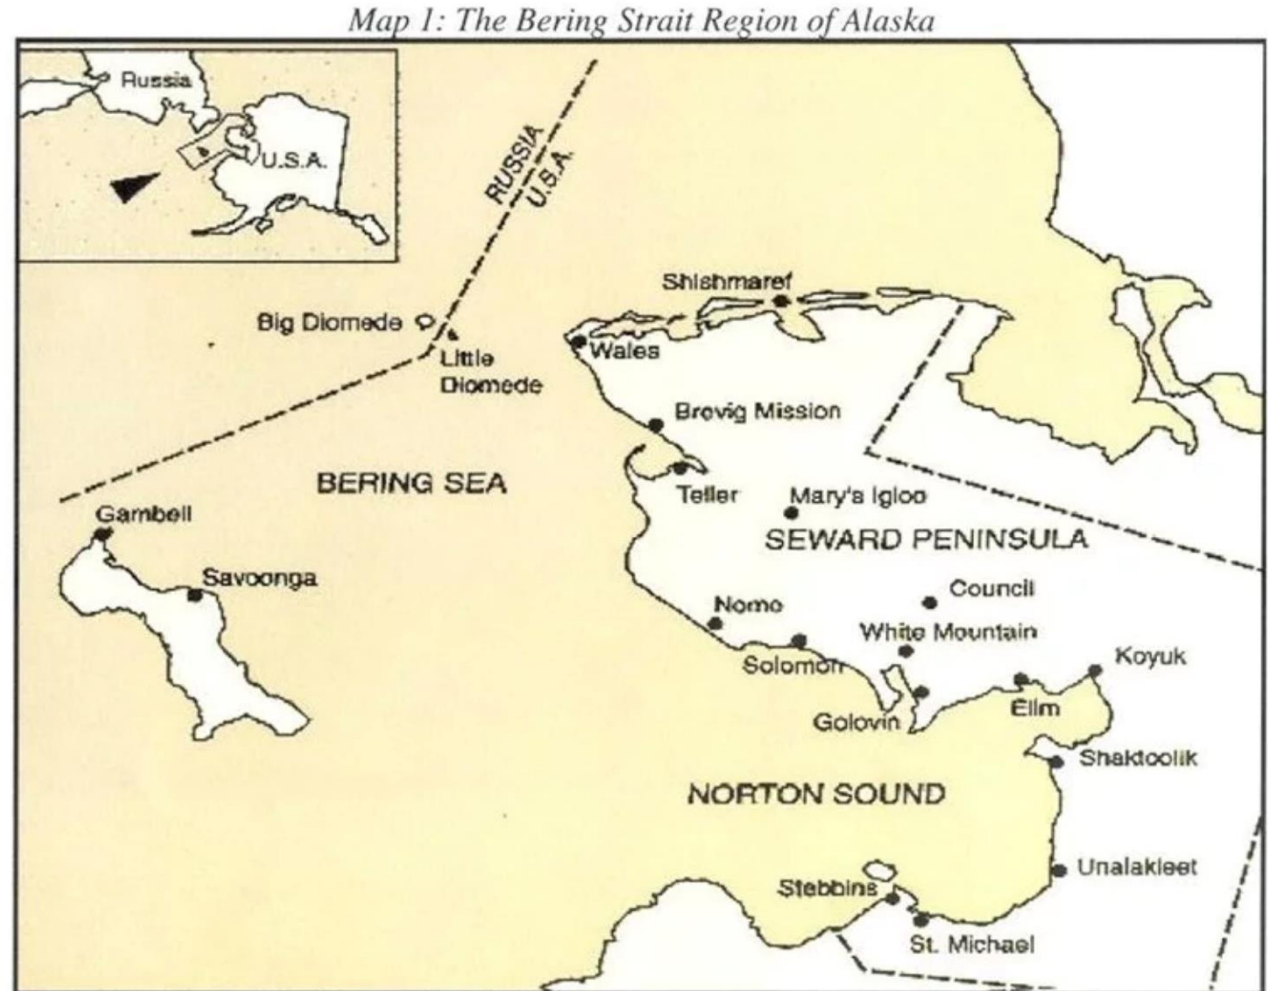 Map 1: The Bering Strait Region of Alaska
Russia
U.S.A.
RUSSIA
U.S.A.
Shishmaref
Big Diomede
Little
Diomede
Wales
Brevig Mission
BERING SEA
Teller
Mary's Igloo
Gambell
SEWARD PENINSULA
Savoonga
Council
Nome
White Mountain
Solomon
Koyuk
Golovin
Elim
Shaktoolik
NORTON SOUND
Unalakleet
Stebbins
St. Michael